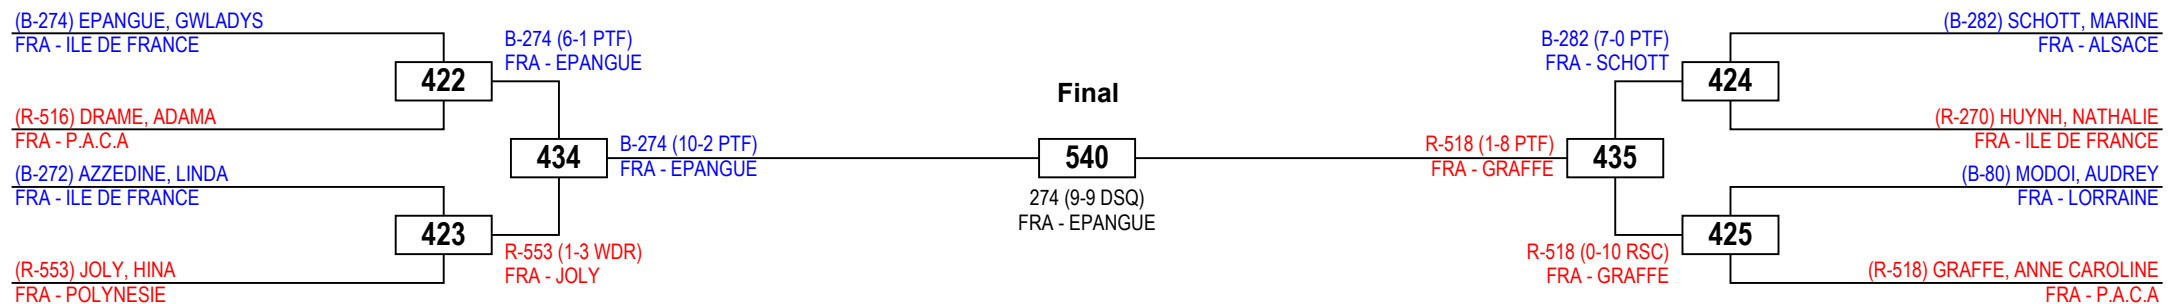 (B-274) EPANGUE, GWLADYS
FRA - ILE DE FRANCE
B-274 (6-1 PTF)
FRA - EPANGUE
422
(R-516) DRAME, ADAMA
FRA - P.A.C.A
434
B-274 (10-2 PTF)
FRA - EPANGUE
(B-272) AZZEDINE, LINDA
FRA - ILE DE FRANCE
423
R-553 (1-3 WDR)
FRA - JOLY
(R-553) JOLY, HINA
FRA - POLYNESIE
Final
540
274 (9-9 DSQ)
FRA - EPANGUE
(B-282) SCHOTT, MARINE
FRA - ALSACE
B-282 (7-0 PTF)
FRA - SCHOTT
424
(R-270) HUYNH, NATHALIE
FRA - ILE DE FRANCE
R-518 (1-8 PTF)
FRA - GRAFFE
435
(B-80) MODOI, AUDREY
FRA - LORRAINE
425
R-518 (0-10 RSC)
FRA - GRAFFE
(R-518) GRAFFE, ANNE CAROLINE
FRA - P.A.C.A